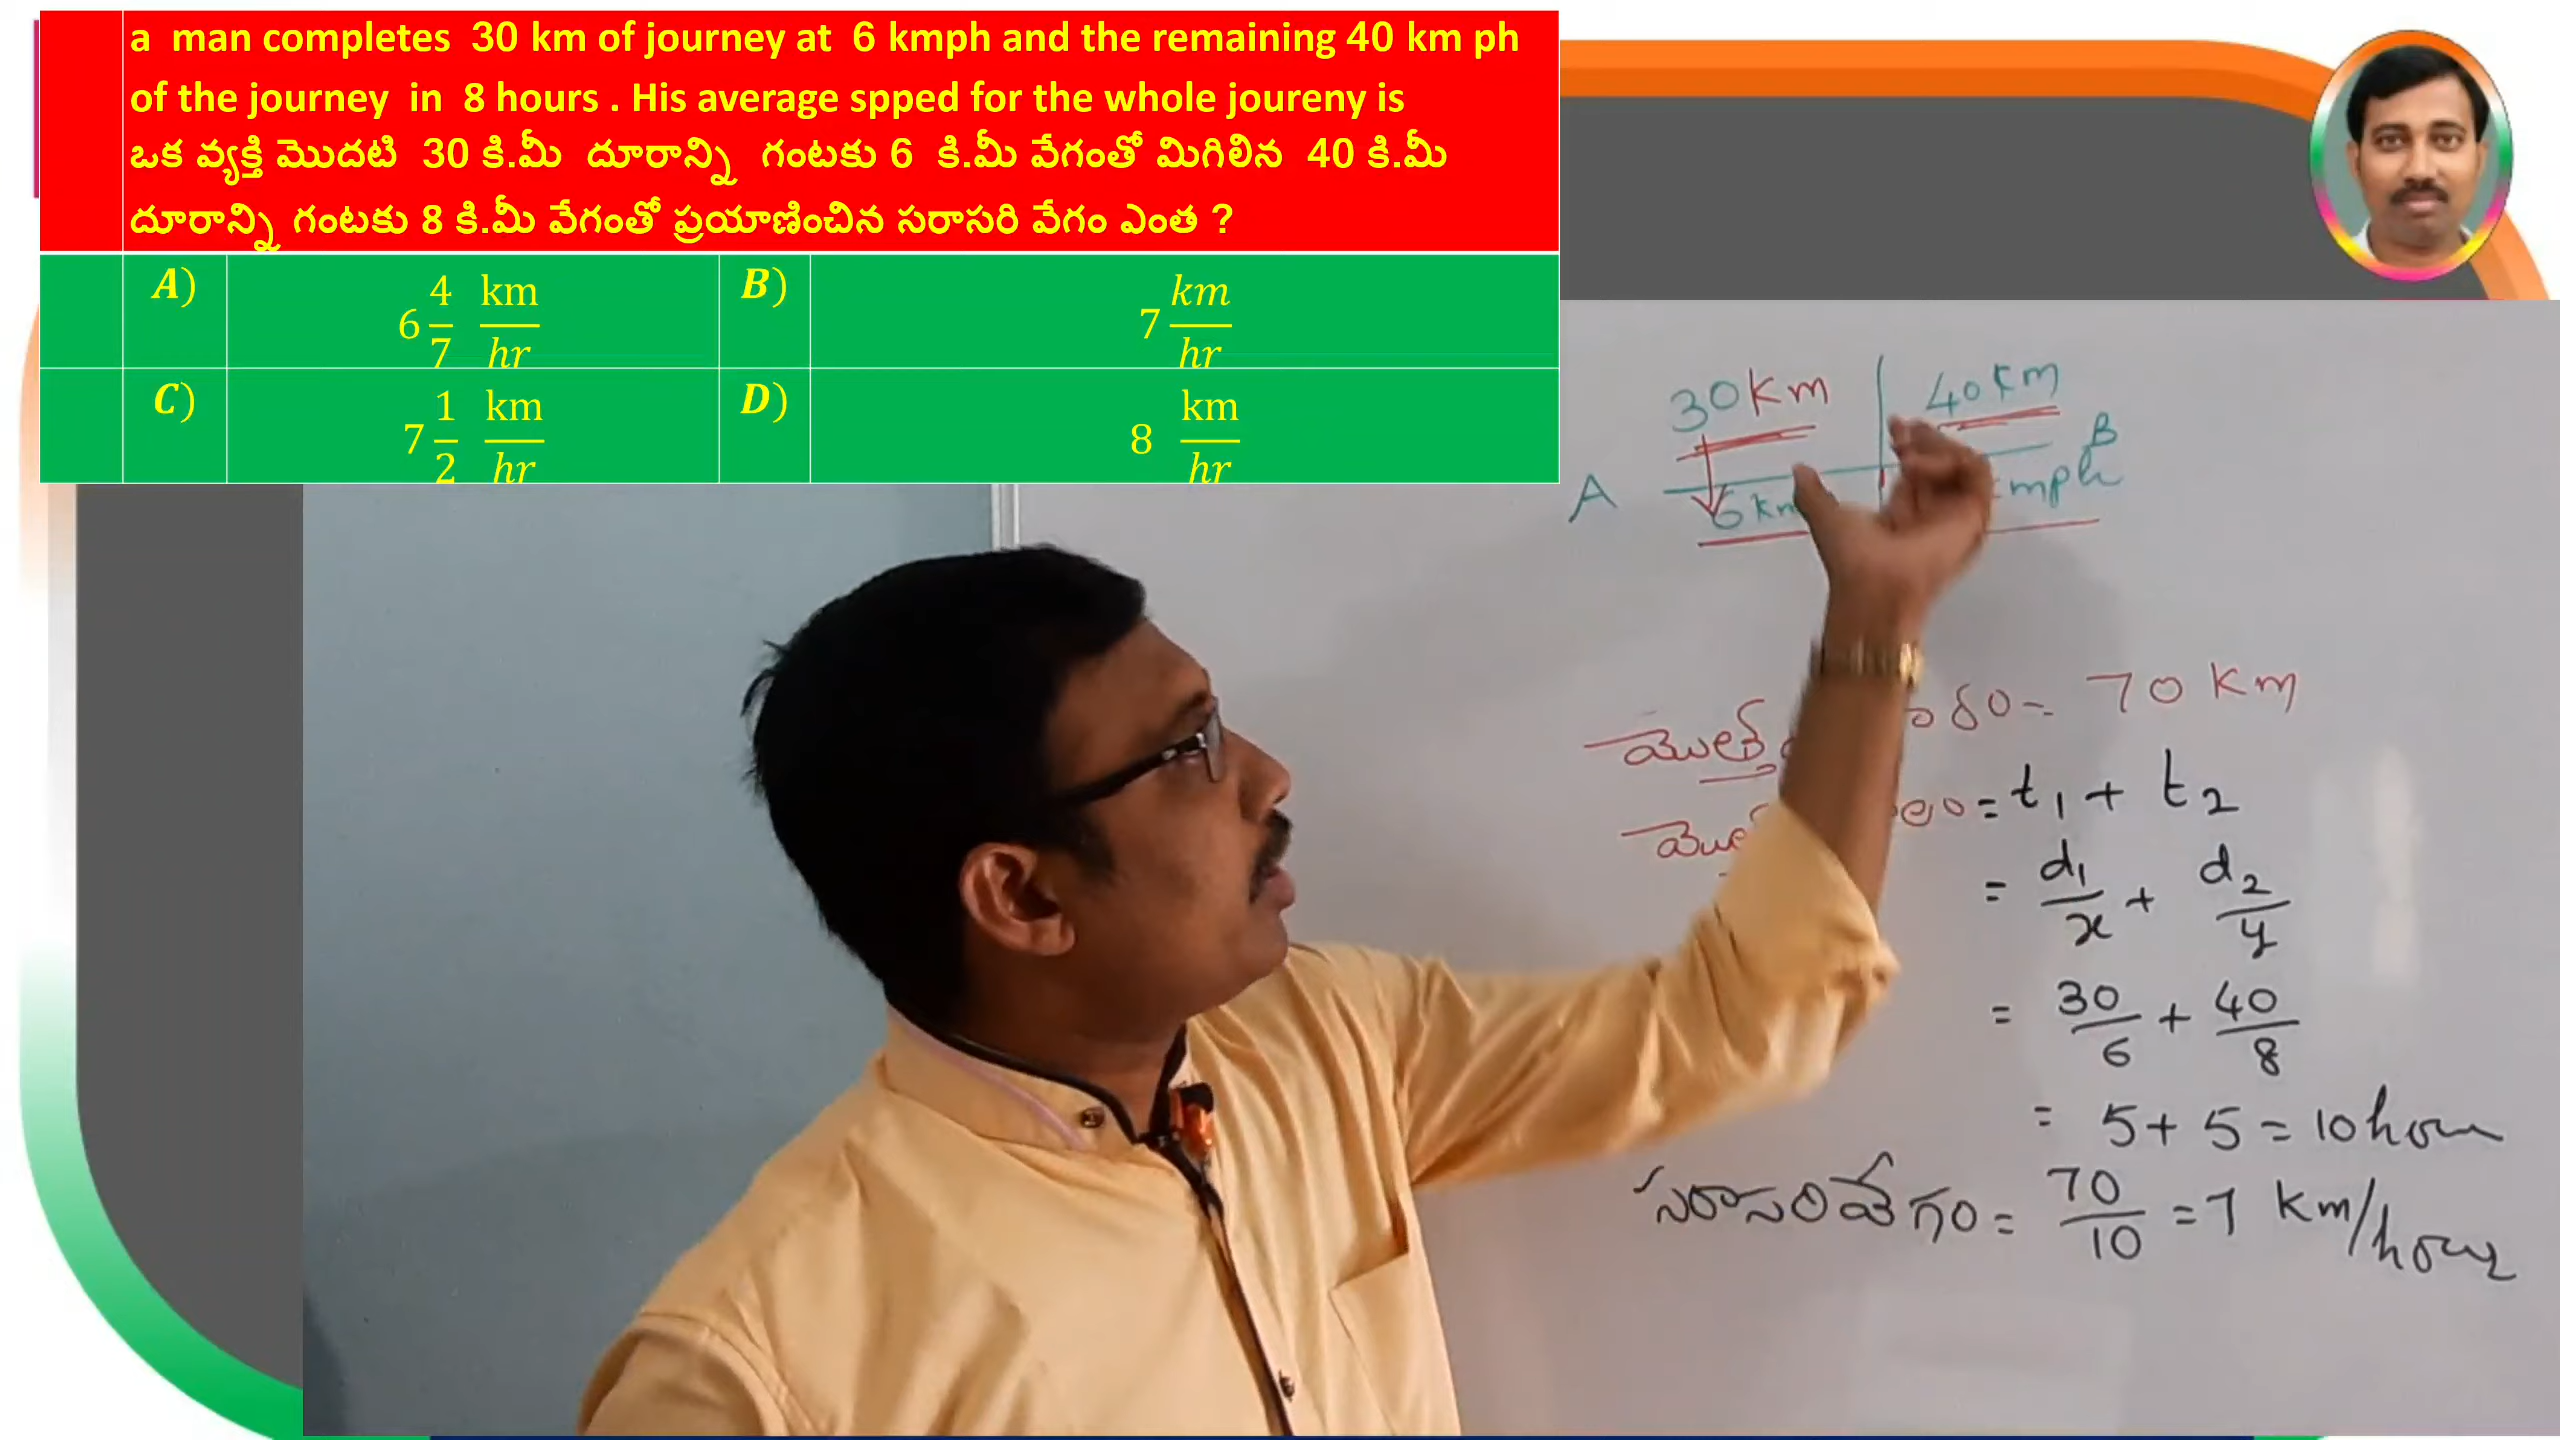 a man completes 30 km of journey at 6 kmph and the remaining 40 km ph
of the journey in 8 hours . His average spped for the whole joureny is
ఒక వ్యక్తి మొదటి 30 కి.మీ దూరాన్ని గంటకు 6 కి.మీ వేగంతో మిగిలిన 40 కి.మీ
దూరాన్ని గంటకు 8 కి.మీ వేగంతో ప్రయాణించిన సరాసరి వేగం ఎంత ?
A) 6 4/7 km/hr B) 7 km/hr
C) 7 1/2 km/hr D) 8 km/hr
30Km 40Km
A B
6 km mph
= 70 Km
= t1 + t2
= d1/x + d2/y
= 30/6 + 40/8
= 5+5=10 hour
సరాసరి వేగం = 70/10 = 7 Km/hour